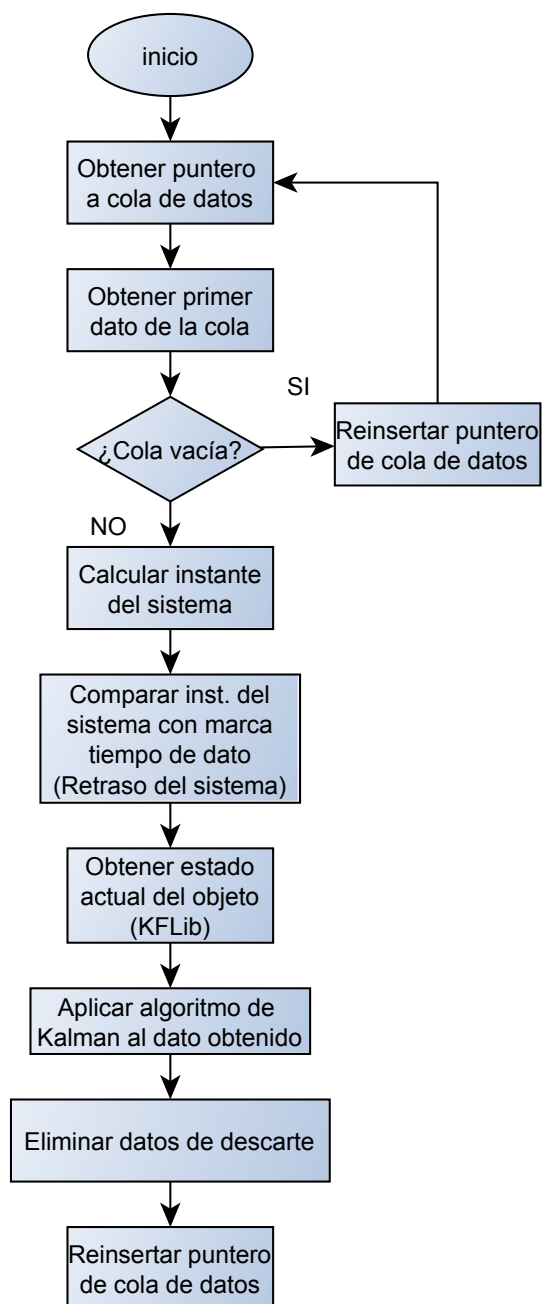 inicio
Obtener puntero
a cola de datos
Obtener primer
dato de la cola
SI
¿Cola vacía?
Reinsertar puntero
de cola de datos
NO
Calcular instante
del sistema
Comparar inst. del
sistema con marca
tiempo de dato
(Retraso del sistema)
Obtener estado
actual del objeto
(KFLib)
Aplicar algoritmo de
Kalman al dato obtenido
Eliminar datos de descarte
Reinsertar puntero
de cola de datos